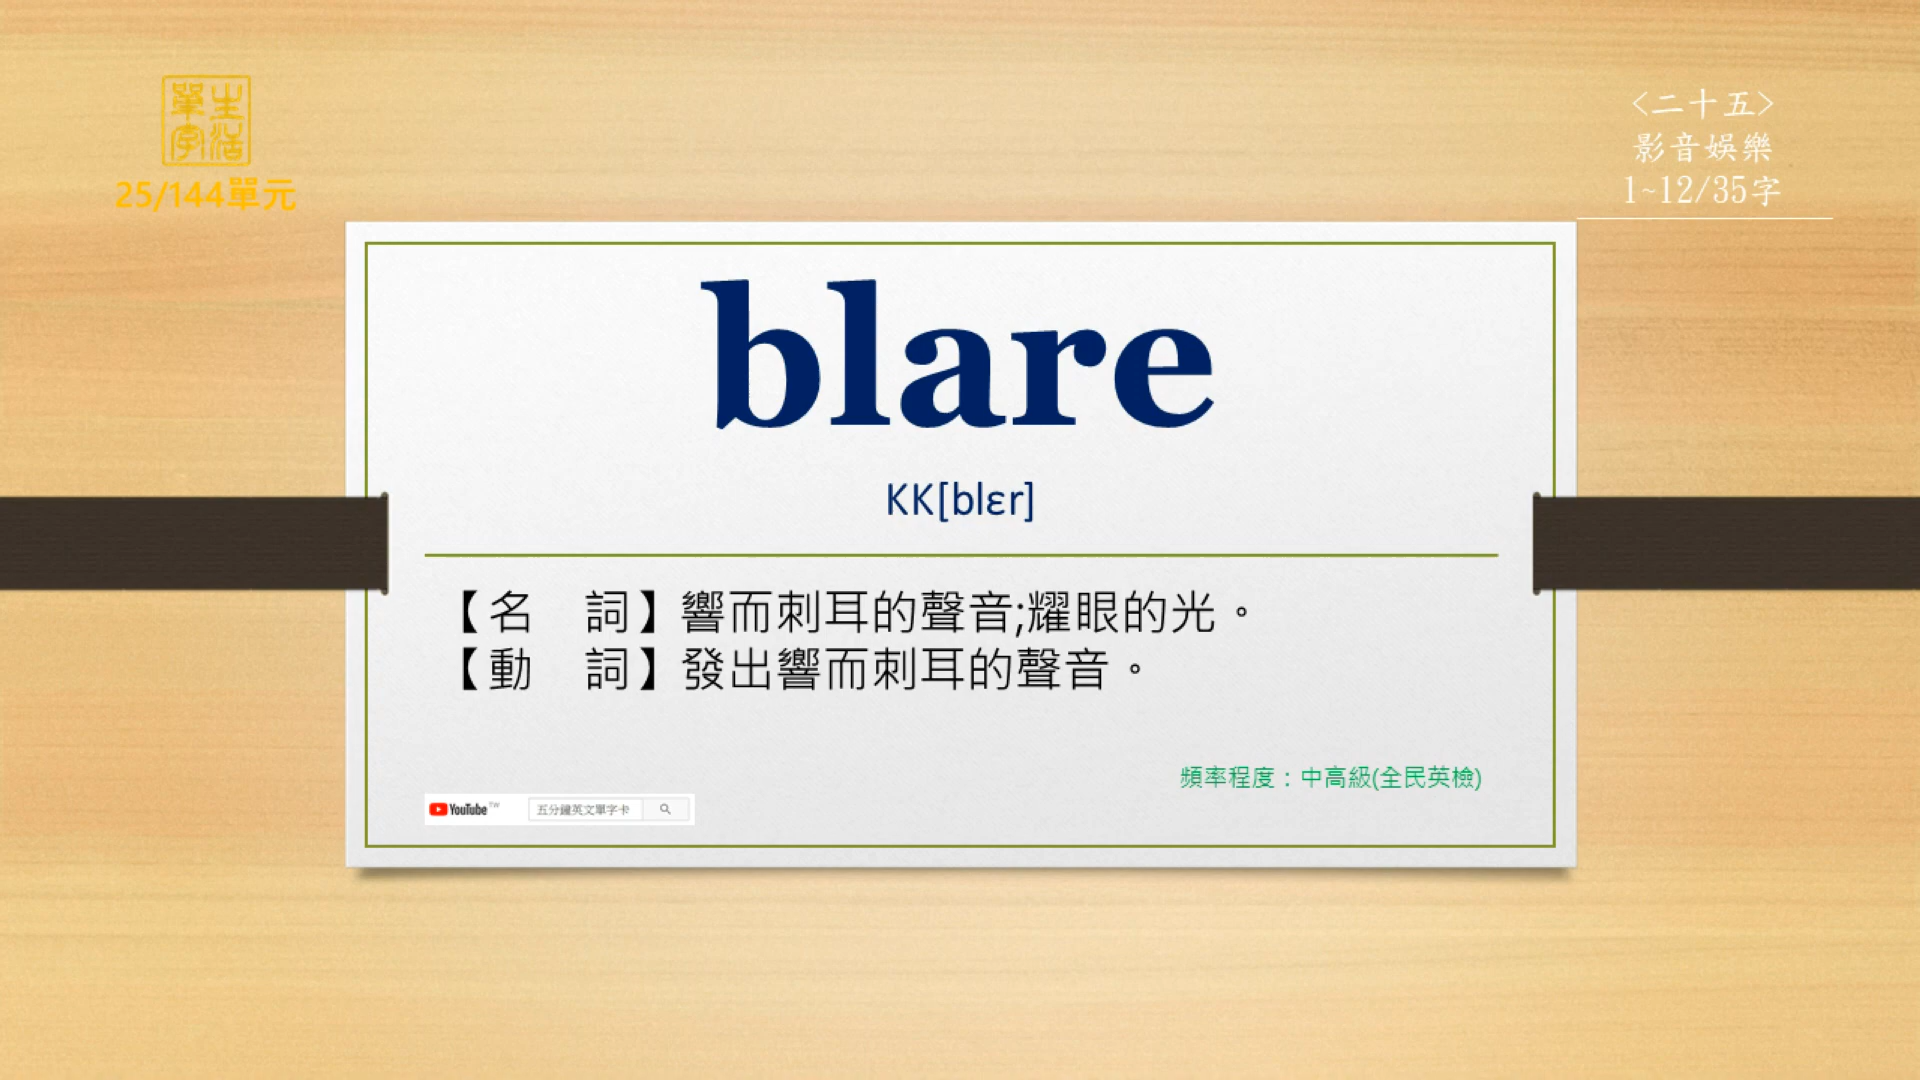 生活
單字
25/144單元
<二十五>
影音娛樂
1~12/35字
blare
KK[blɛr]
【名　詞】響而刺耳的聲音;耀眼的光。
【動　詞】發出響而刺耳的聲音。
頻率程度：中高級(全民英檢)
YouTube TW 五分鐘英文單字卡